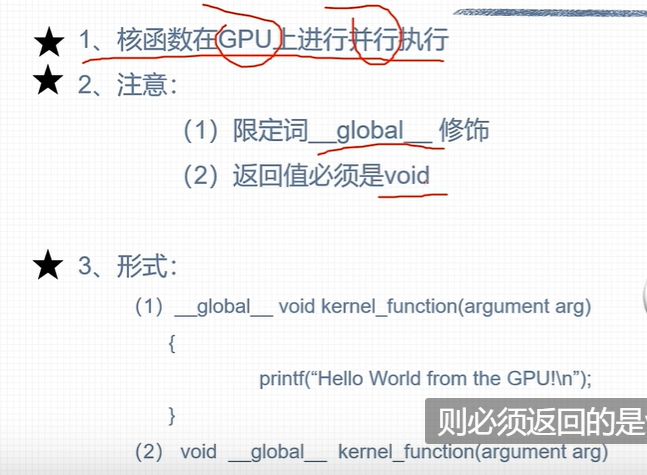 ★ 1、核函数在GPU上进行并行执行
★ 2、注意：
（1）限定词__global__ 修饰
（2）返回值必须是void
★ 3、形式：
（1）__global__ void kernel_function(argument arg)
{
printf(“Hello World from the GPU!\n”);
}
则必须返回的是
（2） void __global__ kernel_function(argument arg)